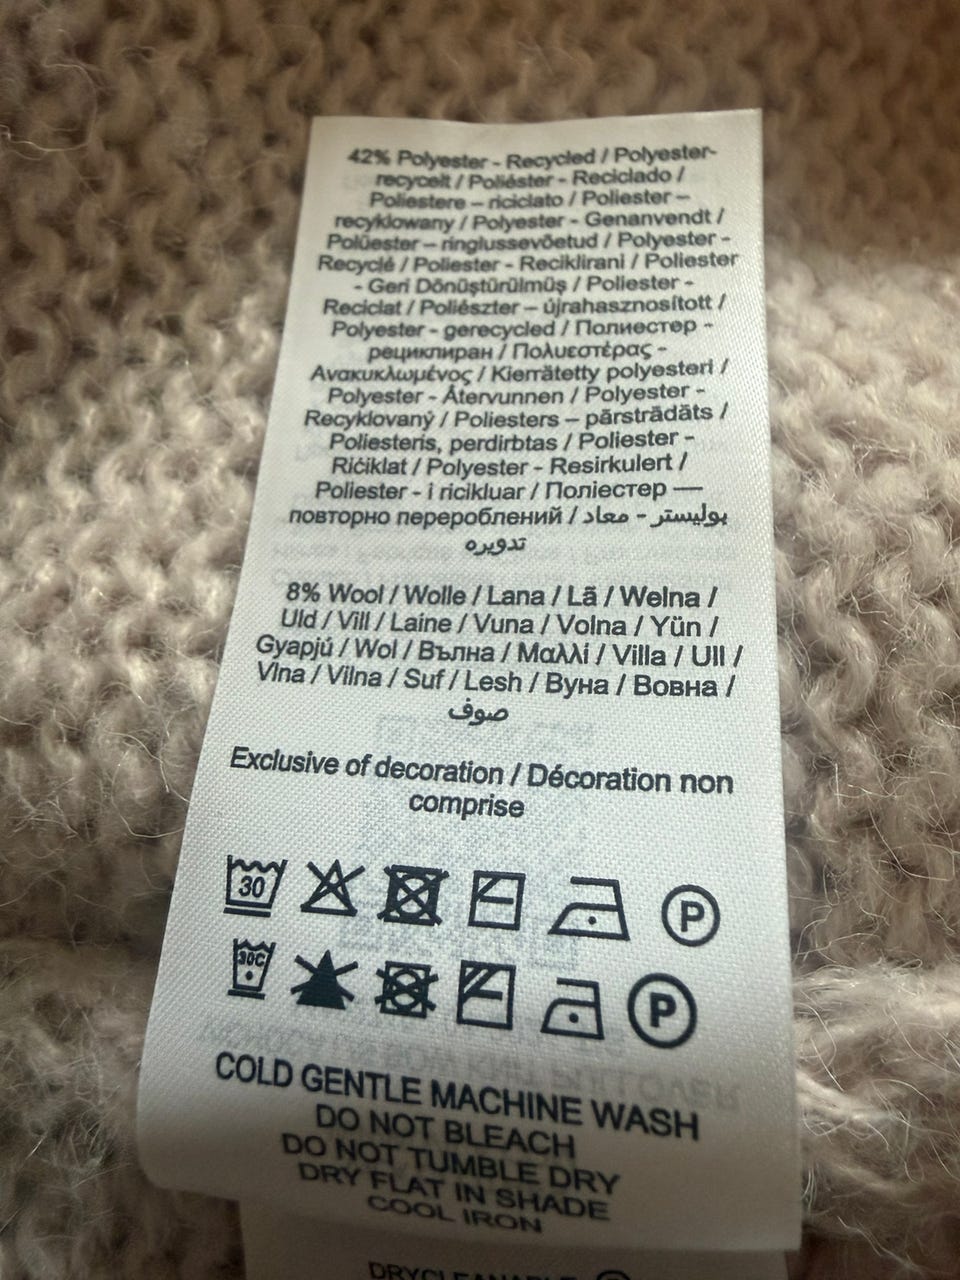 42% Polyester - Recycled / Polyester-
recycelt / Poliéster - Reciclado /
Poliestere – riciclato / Poliester –
recyklowany / Polyester - Genanvendt /
Polüester – ringlussevõetud / Polyester -
Recyclé / Poliester - Reciklirani / Poliester
- Geri Dönüştürülmüş / Poliester -
Reciclat / Poliészter – újrahasznosított /
Polyester - gerecycled / Полиестер -
рециклиран / Πολυεστέρας -
Ανακυκλωμένος / Kierrätetty polyesteri /
Polyester - Återvunnen / Polyester -
Recyklovaný / Poliesters – pārstrādāts /
Poliesteris, perdirbtas / Poliester -
Riċiklat / Polyester - Resirkulert /
Poliester - i ricikluar / Поліестер —
повторно перероблений / بوليستر - معاد
تدويره
8% Wool / Wolle / Lana / Lã / Wełna /
Uld / Vill / Laine / Vuna / Volna / Yün /
Gyapjú / Wol / Вълна / Μαλλί / Villa / Ull /
Vlna / Vilna / Suf / Lesh / Вуна / Вовна /
صوف
Exclusive of decoration / Décoration non
comprise
30 P
30C P
COLD GENTLE MACHINE WASH
DO NOT BLEACH
DO NOT TUMBLE DRY
DRY FLAT IN SHADE
COOL IRON
DRYCLEANABLE